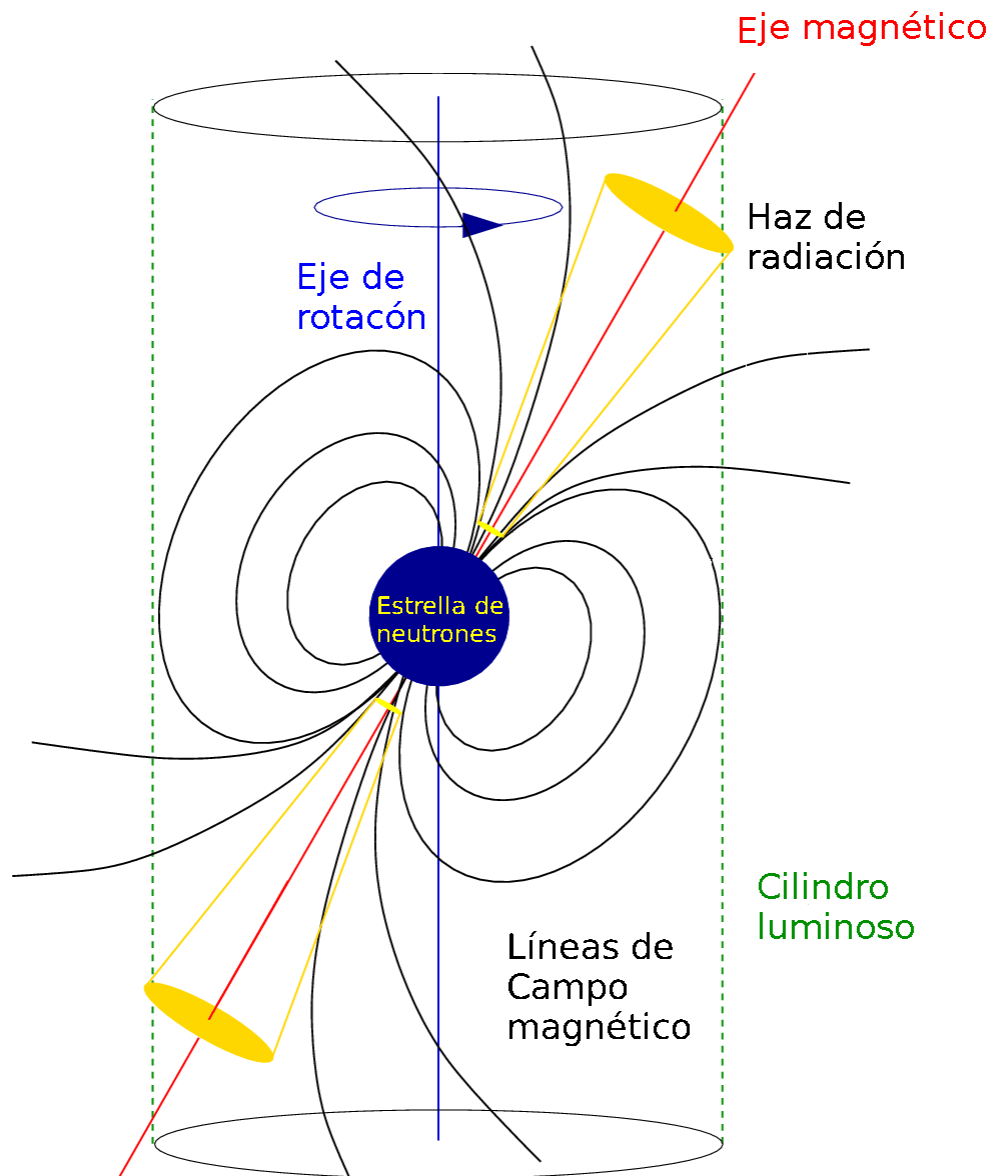 Eje magnético
Haz de
radiación
Eje de
rotacón
Estrella de
neutrones
Cilindro
luminoso
Líneas de
Campo
magnético